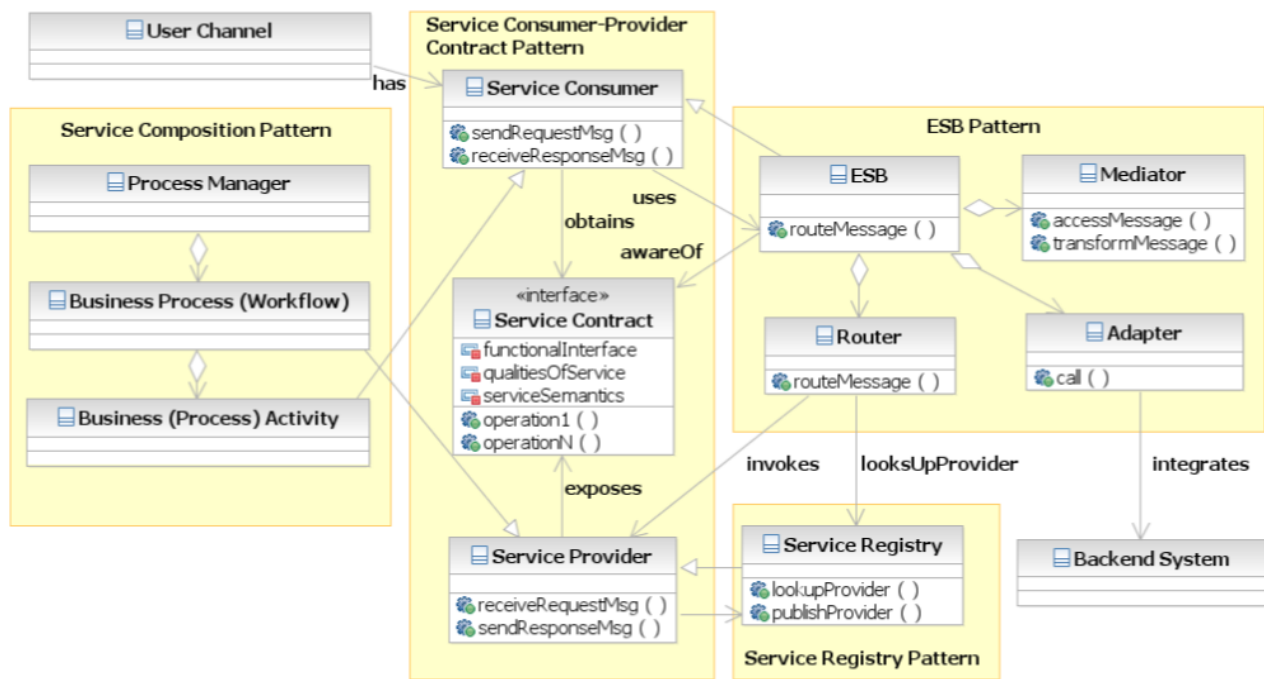 User Channel
has
Service Consumer-Provider
Contract Pattern
Service Consumer
sendRequestMsg ( )
receiveResponseMsg ( )
uses
obtains
awareOf
«interface»
Service Contract
functionalInterface
qualitiesOfService
serviceSemantics
operation1 ( )
operationN ( )
exposes
Service Provider
receiveRequestMsg ( )
sendResponseMsg ( )
Service Composition Pattern
Process Manager
Business Process (Workflow)
Business (Process) Activity
ESB Pattern
ESB
routeMessage ( )
Mediator
accessMessage ( )
transformMessage ( )
Router
routeMessage ( )
Adapter
call ( )
invokes
looksUpProvider
integrates
Service Registry
lookupProvider ( )
publishProvider ( )
Service Registry Pattern
Backend System